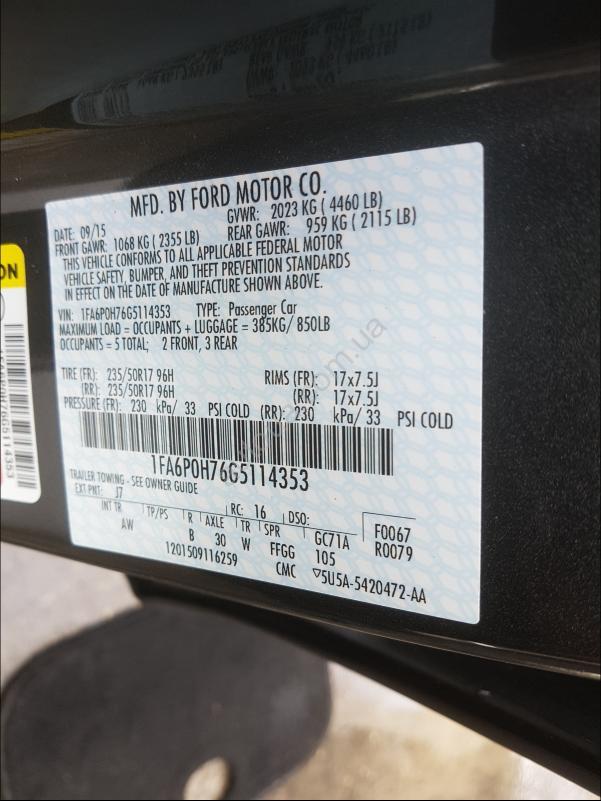 MFD. BY FORD MOTOR CO.
DATE: 09/15 GVWR: 2023 KG ( 4460 LB)
FRONT GAWR: 1068 KG ( 2355 LB) REAR GAWR: 959 KG ( 2115 LB)
THIS VEHICLE CONFORMS TO ALL APPLICABLE FEDERAL MOTOR
VEHICLE SAFETY, BUMPER, AND THEFT PREVENTION STANDARDS
IN EFFECT ON THE DATE OF MANUFACTURE SHOWN ABOVE.
VIN: 1FA6P0H76G5114353 TYPE: Passenger Car
MAXIMUM LOAD = OCCUPANTS + LUGGAGE = 385KG/ 850LB
OCCUPANTS = 5 TOTAL; 2 FRONT, 3 REAR
TIRE (FR): 235/50R17 96H RIMS (FR): 17x7.5J
(RR): 235/50R17 96H (RR): 17x7.5J
PRESSURE (FR): 230 kPa/ 33 PSI COLD (RR): 230 kPa/ 33 PSI COLD
1FA6P0H76G5114353
TRAILER TOWING - SEE OWNER GUIDE
EXT PNT: J7 RC: 16 DSO: F0067
INT TR TP/PS R AXLE TR SPR GC71A R0079
AW B 30 W FFGG 105
1201509116259 CMC ▽5U5A-5420472-AA
ON
1FA6P0H76G5114353